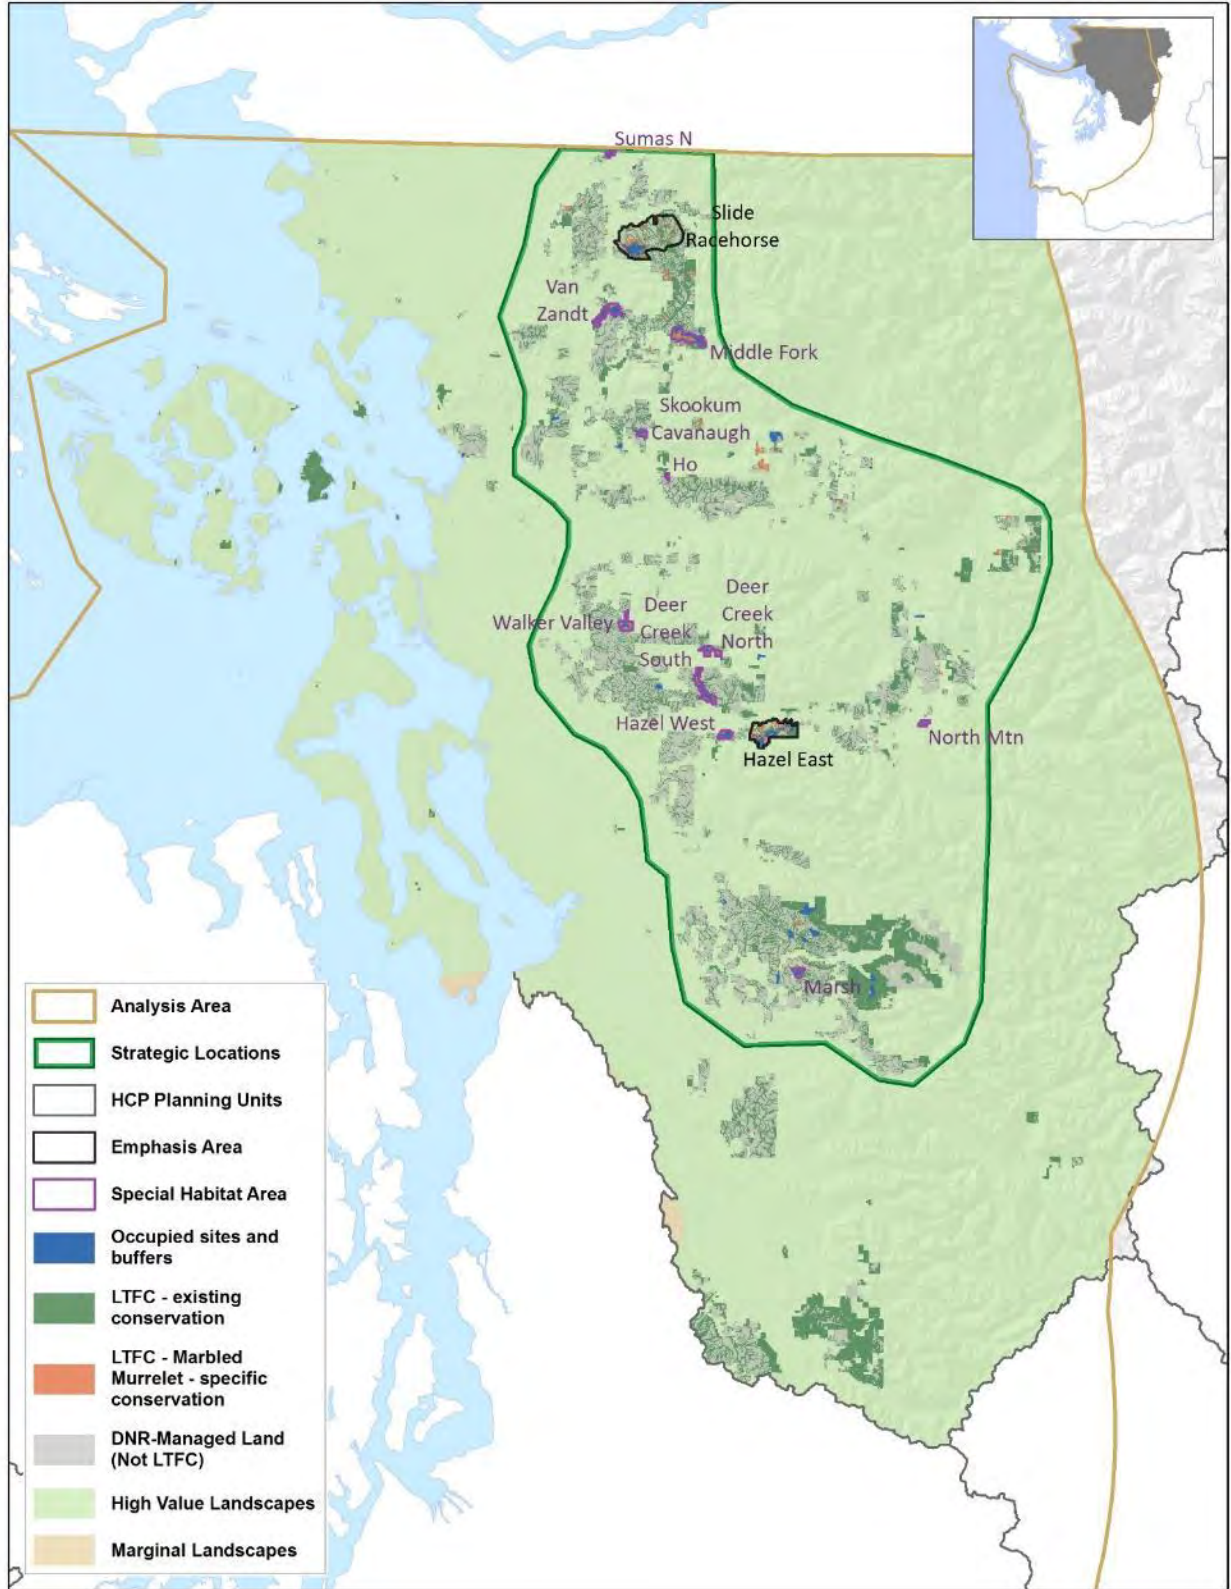 Sumas N
Slide
Racehorse
Van
Zandt
Middle Fork
Skookum
Cavanaugh
Ho
Deer
Creek
North
Deer
Creek
South
Walker Valley
Hazel West
North Mtn
Hazel East
Marsh
Analysis Area
Strategic Locations
HCP Planning Units
Emphasis Area
Special Habitat Area
Occupied sites and
buffers
LTFC - existing
conservation
LTFC - Marbled
Murrelet - specific
conservation
DNR-Managed Land
(Not LTFC)
High Value Landscapes
Marginal Landscapes